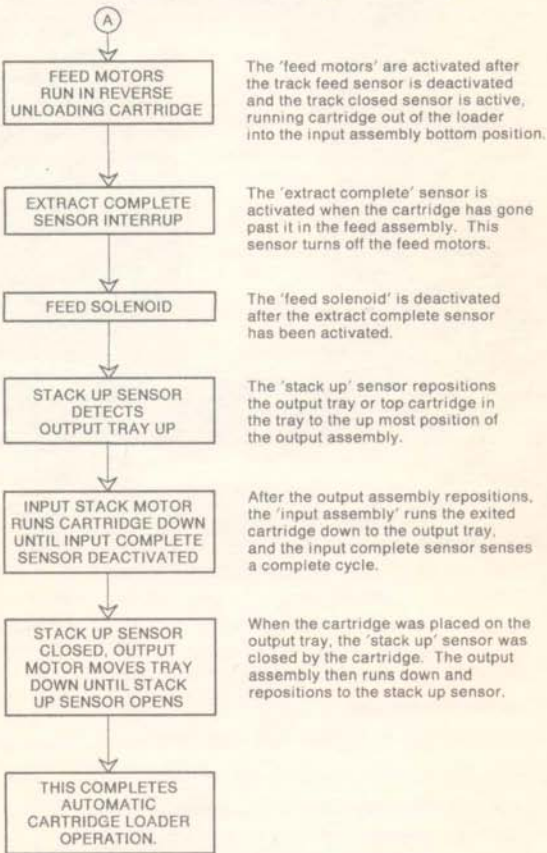 A
FEED MOTORS
RUN IN REVERSE
UNLOADING CARTRIDGE
The 'feed motors' are activated after
the track feed sensor is deactivated
and the track closed sensor is active,
running cartridge out of the loader
into the input assembly bottom position.
EXTRACT COMPLETE
SENSOR INTERRUP
The 'extract complete' sensor is
activated when the cartridge has gone
past it in the feed assembly. This
sensor turns off the feed motors.
FEED SOLENOID
The 'feed solenoid' is deactivated
after the extract complete sensor
has been activated.
STACK UP SENSOR
DETECTS
OUTPUT TRAY UP
The 'stack up' sensor repositions
the output tray or top cartridge in
the tray to the up most position of
the output assembly.
INPUT STACK MOTOR
RUNS CARTRIDGE DOWN
UNTIL INPUT COMPLETE
SENSOR DEACTIVATED
After the output assembly repositions,
the 'input assembly' runs the exited
cartridge down to the output tray,
and the input complete sensor senses
a complete cycle.
STACK UP SENSOR
CLOSED, OUTPUT
MOTOR MOVES TRAY
DOWN UNTIL STACK
UP SENSOR OPENS
When the cartridge was placed on the
output tray, the 'stack up' sensor was
closed by the cartridge. The output
assembly then runs down and
repositions to the stack up sensor.
THIS COMPLETES
AUTOMATIC
CARTRIDGE LOADER
OPERATION.